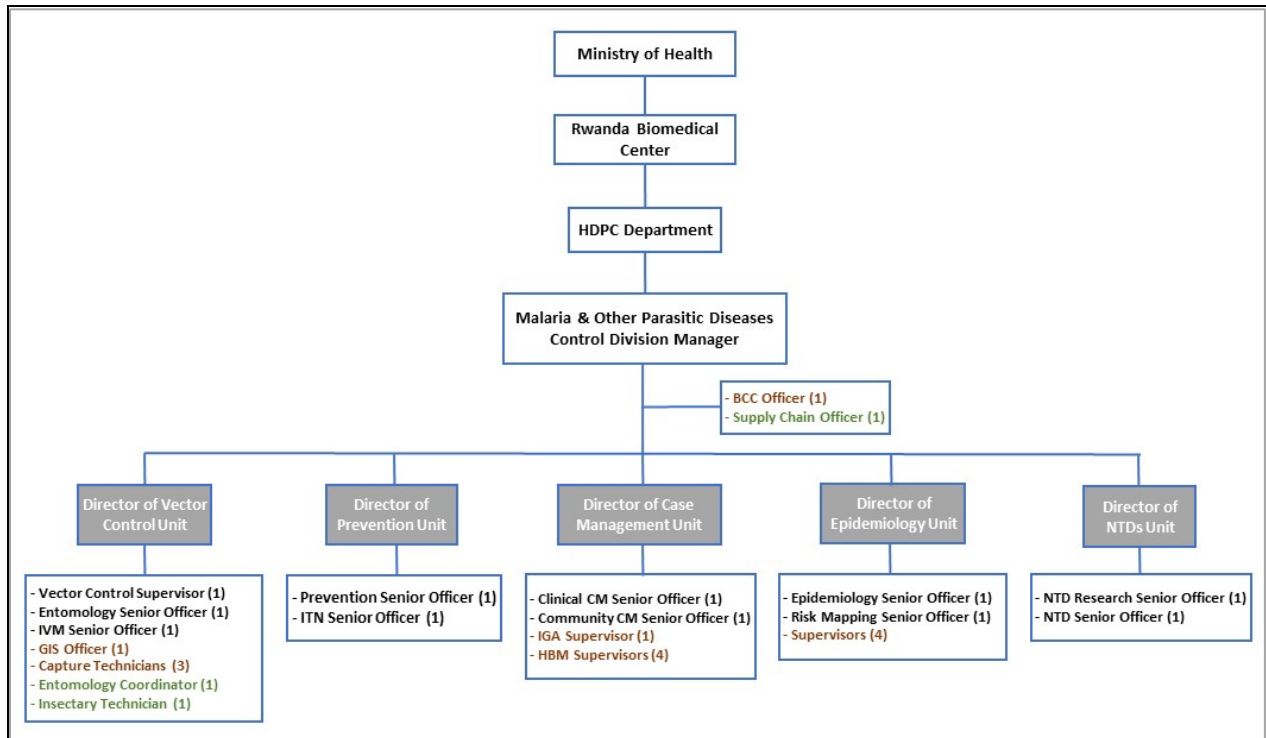 Ministry of Health
Rwanda Biomedical
Center
HDPC Department
Malaria & Other Parasitic Diseases
Control Division Manager
- BCC Officer (1)
- Supply Chain Officer (1)
Director of Vector
Control Unit
Director of
Prevention Unit
Director of Case
Management Unit
Director of
Epidemiology Unit
Director of
NTDs Unit
- Vector Control Supervisor (1)
- Entomology Senior Officer (1)
- IVM Senior Officer (1)
- GIS Officer (1)
- Capture Technicians (3)
- Entomology Coordinator (1)
- Insectary Technician (1)
- Prevention Senior Officer (1)
- ITN Senior Officer (1)
- Clinical CM Senior Officer (1)
- Community CM Senior Officer (1)
- IGA Supervisor (1)
- HBM Supervisors (4)
- Epidemiology Senior Officer (1)
- Risk Mapping Senior Officer (1)
- Supervisors (4)
- NTD Research Senior Officer (1)
- NTD Senior Officer (1)